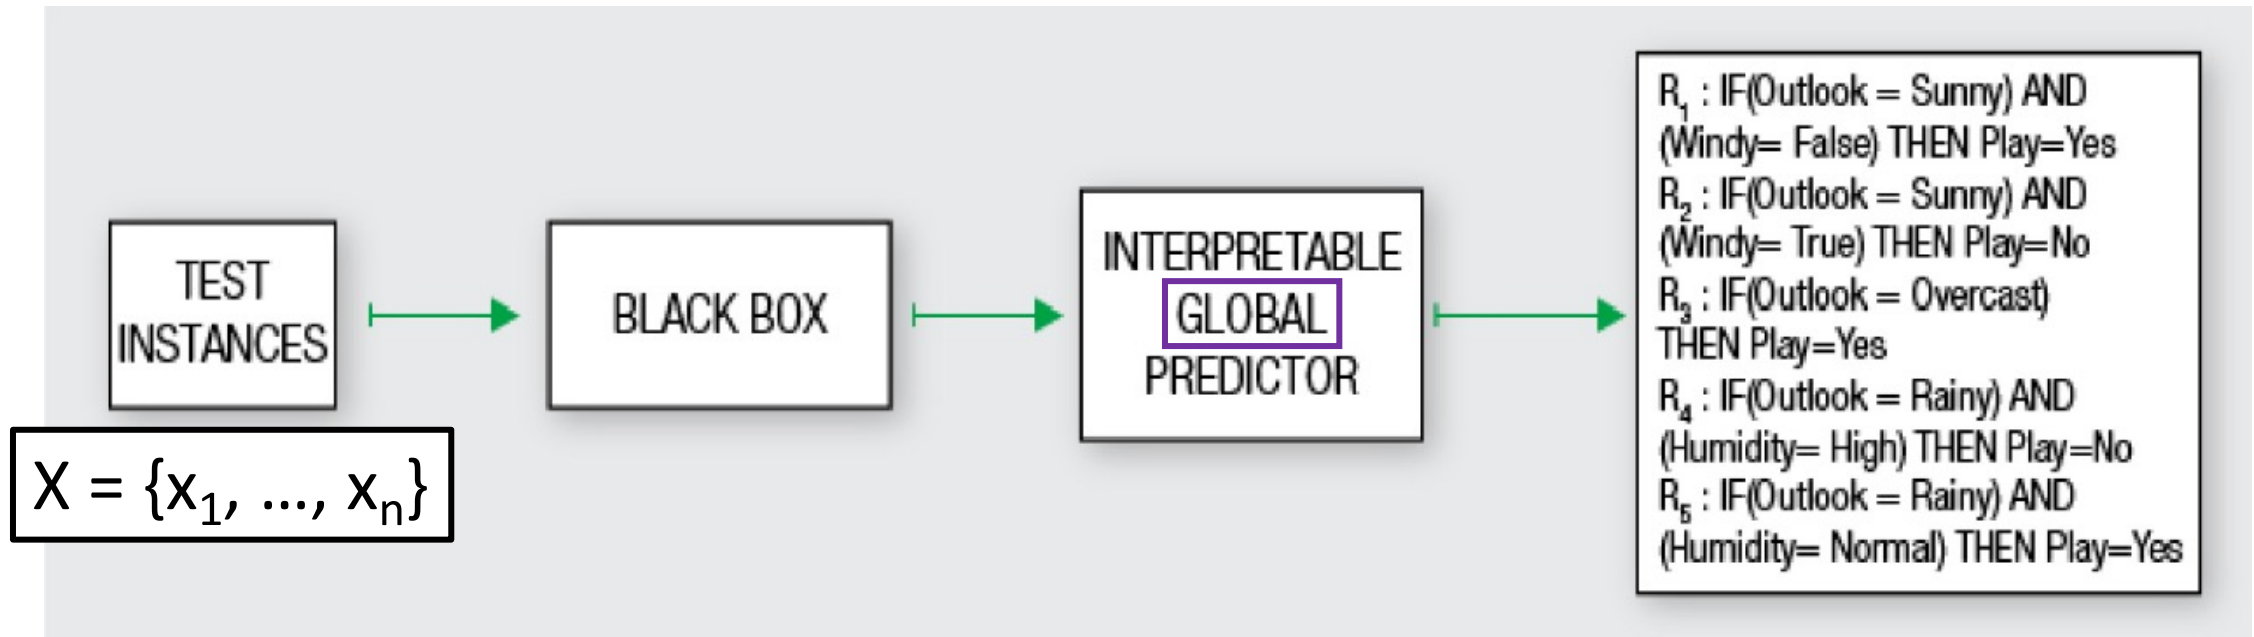 TEST
INSTANCES
X = {x₁, ..., xₙ}
BLACK BOX
INTERPRETABLE
GLOBAL
PREDICTOR
R₁ : IF(Outlook = Sunny) AND
(Windy= False) THEN Play=Yes
R₂ : IF(Outlook = Sunny) AND
(Windy= True) THEN Play=No
R₃ : IF(Outlook = Overcast)
THEN Play=Yes
R₄ : IF(Outlook = Rainy) AND
(Humidity= High) THEN Play=No
R₅ : IF(Outlook = Rainy) AND
(Humidity= Normal) THEN Play=Yes